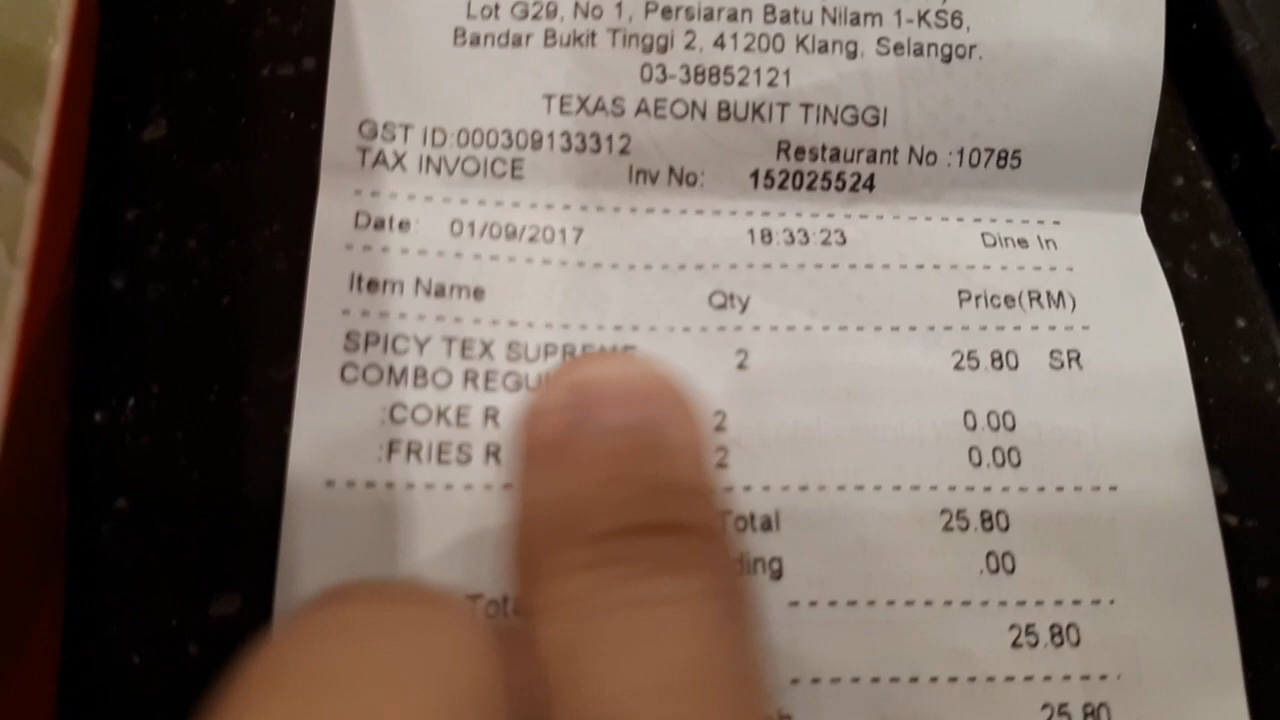 Lot G29, No 1, Persiaran Batu Nilam 1-KS6,
Bandar Bukit Tinggi 2, 41200 Klang, Selangor.
03-38852121
TEXAS AEON BUKIT TINGGI
GST ID:000309133312 Restaurant No :10785
TAX INVOICE Inv No: 152025524
Date: 01/09/2017 18:33:23 Dine In
Item Name Qty Price(RM)
SPICY TEX SUPREME 2 25.80 SR
COMBO
:COKE R 2 0.00
:FRIES R 2 0.00
Total 25.80
.00
25.80
25.80